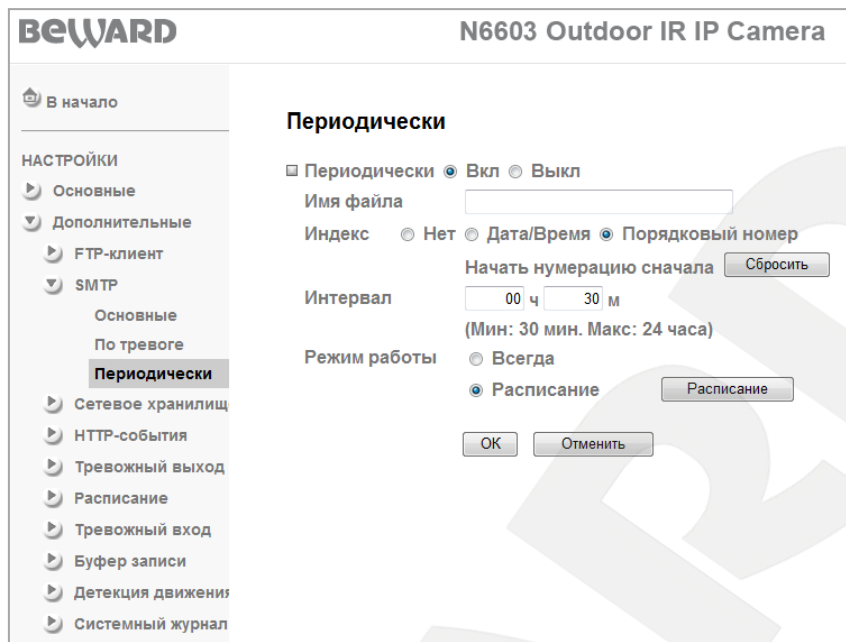 BEWARD
N6603 Outdoor IR IP Camera
В начало
НАСТРОЙКИ
Основные
Дополнительные
FTP-клиент
SMTP
Основные
По тревоге
Периодически
Сетевое хранилищ
HTTP-события
Тревожный выход
Расписание
Тревожный вход
Буфер записи
Детекция движения
Системный журнал
Периодически
Периодически Вкл Выкл
Имя файла
Индекс Нет Дата/Время Порядковый номер
Начать нумерацию сначала Сбросить
Интервал 00 ч 30 м
(Мин: 30 мин. Макс: 24 часа)
Режим работы Всегда
Расписание Расписание
OK Отменить